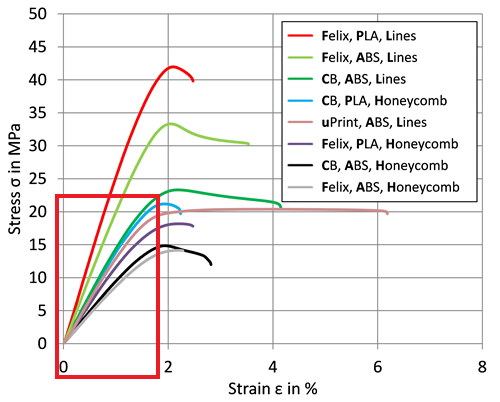 50
45
40
35
30
25
20
15
10
5
0
Stress σ in MPa
Felix, PLA, Lines
Felix, ABS, Lines
CB, ABS, Lines
CB, PLA, Honeycomb
uPrint, ABS, Lines
Felix, PLA, Honeycomb
CB, ABS, Honeycomb
Felix, ABS, Honeycomb
0 2 4 6 8
Strain ε in %